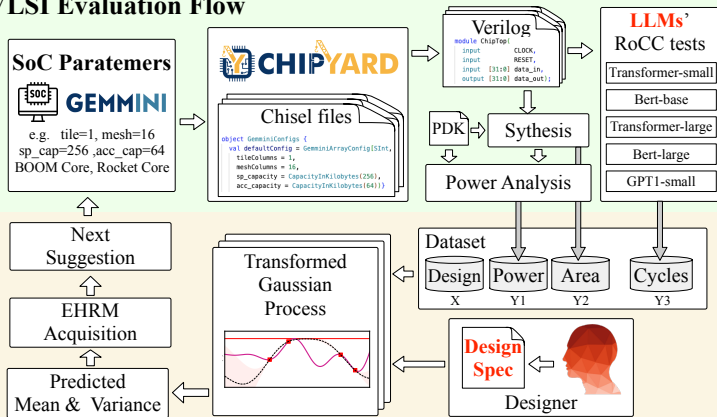 VLSI Evaluation Flow
SoC Paratemers
SOC
GEMMINI
e.g. tile=1, mesh=16
sp_cap=256 ,acc_cap=64
BOOM Core, Rocket Core
CHIPYARD
Chisel files
object GemminiConfigs {
val defaultConfig = GemminiArrayConfig[SInt,
tileColumns = 1,
meshColumns = 16,
sp_capacity = CapacityInKilobytes(256),
acc_capacity = CapacityInKilobytes(64))}
Verilog
module ChipTop(
input CLOCK,
input RESET,
input [31:0] data_in,
output [31:0] data_out);
PDK
Sythesis
Power Analysis
LLMs'
RoCC tests
Transformer-small
Bert-base
Transformer-large
Bert-large
GPT1-small
Dataset
Design
Power
Area
Cycles
X
Y1
Y2
Y3
Next
Suggestion
EHRM
Acquisition
Predicted
Mean & Variance
Transformed
Gaussian
Process
Design
Spec
Designer